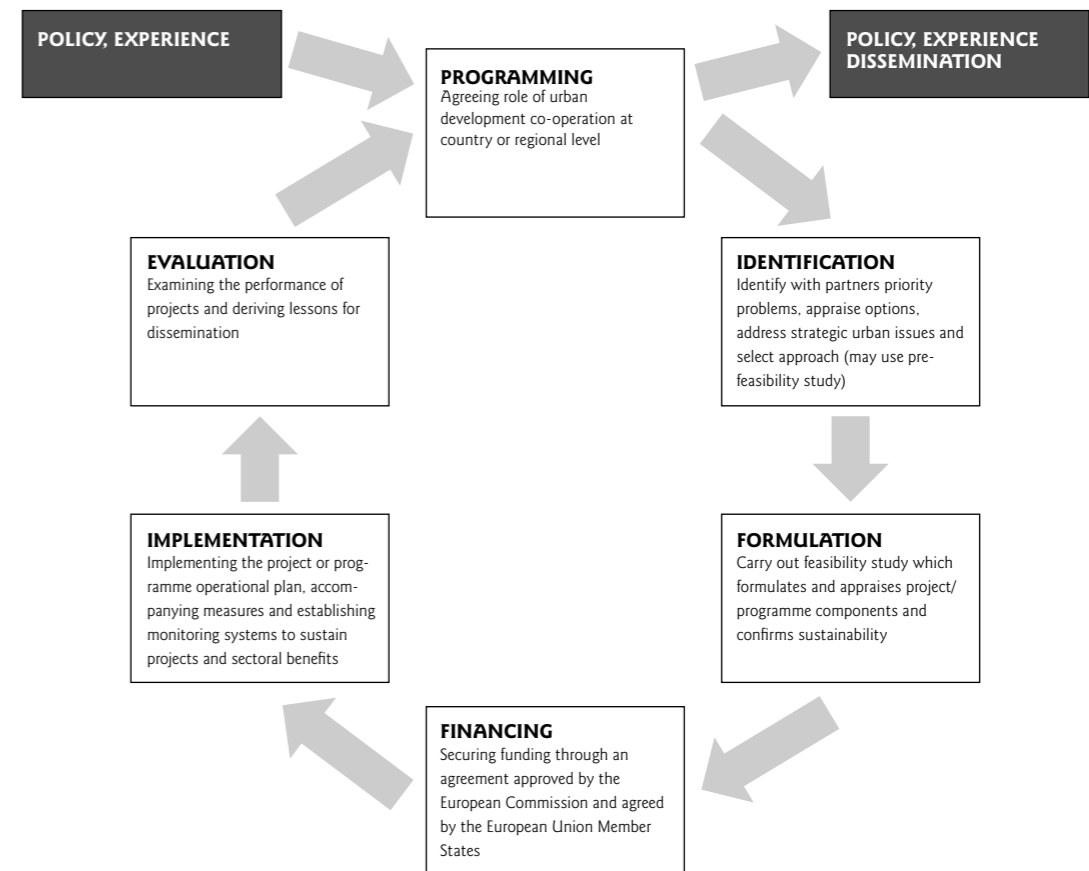 POLICY, EXPERIENCE
POLICY, EXPERIENCE
DISSEMINATION
PROGRAMMING
Agreeing role of urban
development co-operation at
country or regional level
EVALUATION
Examining the performance of
projects and deriving lessons for
dissemination
IDENTIFICATION
Identify with partners priority
problems, appraise options,
address strategic urban issues and
select approach (may use pre-
feasibility study)
IMPLEMENTATION
Implementing the project or prog-
ramme operational plan, accom-
panying measures and establishing
monitoring systems to sustain
projects and sectoral benefits
FORMULATION
Carry out feasibility study which
formulates and appraises project/
programme components and
confirms sustainability
FINANCING
Securing funding through an
agreement approved by the
European Commission and agreed
by the European Union Member
States